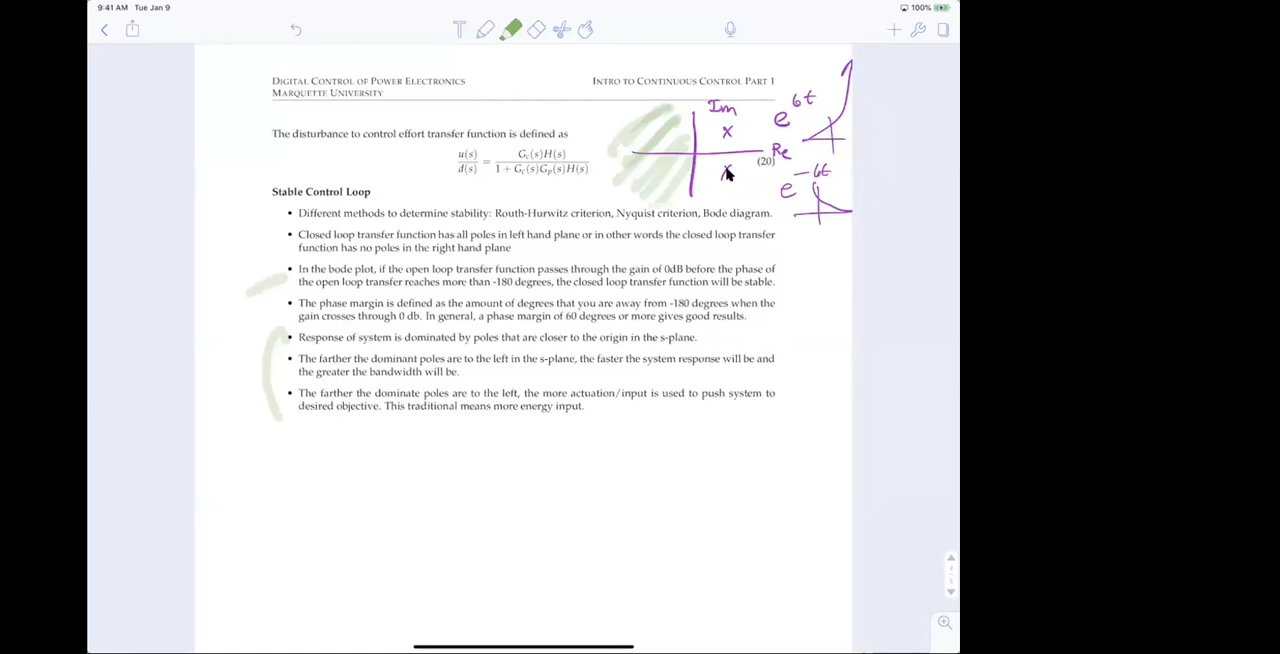 9:41 AM Tue Jan 9
100%
DIGITAL CONTROL OF POWER ELECTRONICS
MARQUETTE UNIVERSITY
INTRO TO CONTINUOUS CONTROL PART 1
Im
x
Re
x
e^6t
e^-6t
The disturbance to control effort transfer function is defined as
u(s)/d(s) = G_c(s)H(s)/1 + G_c(s)G_p(s)H(s)
(20)
Stable Control Loop
• Different methods to determine stability: Routh-Hurwitz criterion, Nyquist criterion, Bode diagram.
• Closed loop transfer function has all poles in left hand plane or in other words the closed loop transfer
function has no poles in the right hand plane
• In the bode plot, if the open loop transfer function passes through the gain of 0dB before the phase of
the open loop transfer reaches more than -180 degrees, the closed loop transfer function will be stable.
• The phase margin is defined as the amount of degrees that you are away from -180 degrees when the
gain crosses through 0 db. In general, a phase margin of 60 degrees or more gives good results.
• Response of system is dominated by poles that are closer to the origin in the s-plane.
• The farther the dominant poles are to the left in the s-plane, the faster the system response will be and
the greater the bandwidth will be.
• The farther the dominate poles are to the left, the more actuation/input is used to push system to
desired objective. This traditional means more energy input.